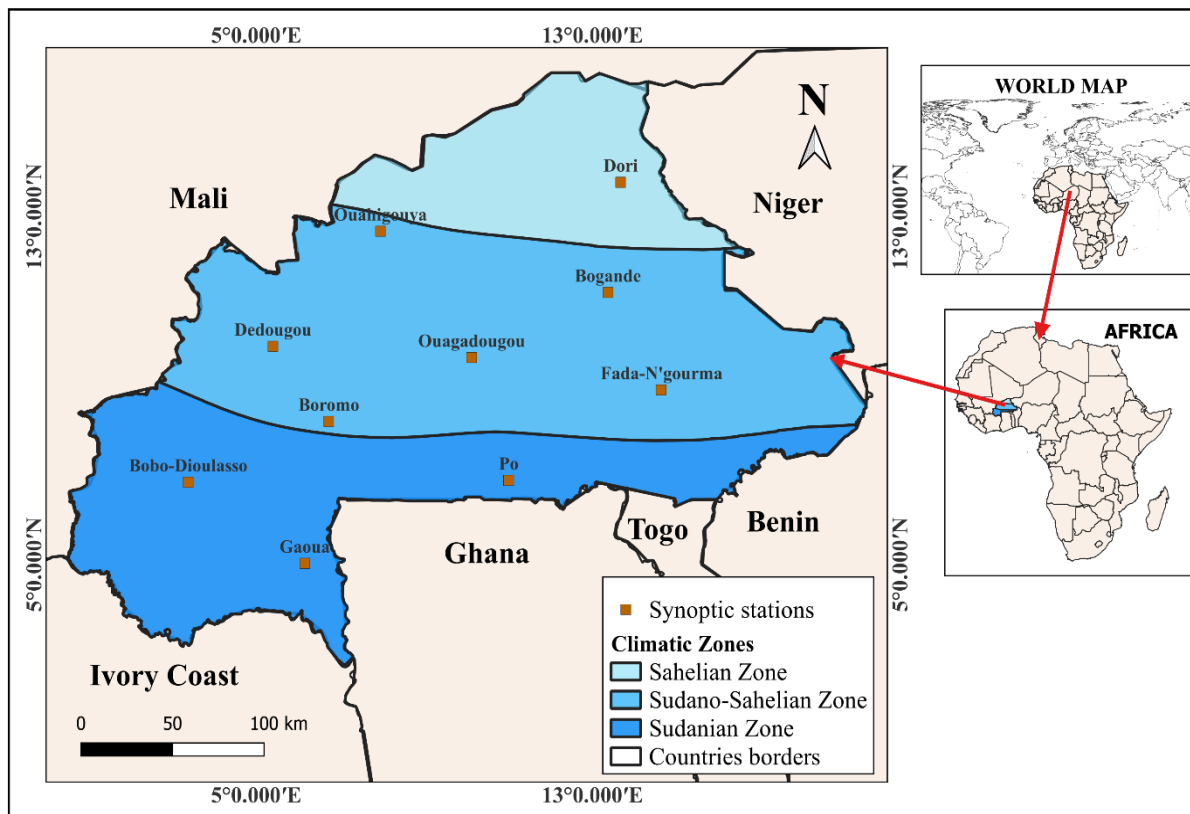 5°0.000′E 13°0.000′E
N
WORLD MAP
Dori
Mali
Niger
Ouahigouya
13°0.000′N
13°0.000′N
Bogande
Dedougou
Ouagadougou
Fada-N'gourma
AFRICA
Boromo
Bobo-Dioulasso
Po
Gaoua
Ghana
Togo
Benin
5°0.000′N
5°0.000′N
Ivory Coast
0 50 100 km
Synoptic stations
Climatic Zones
Sahelian Zone
Sudano-Sahelian Zone
Sudanian Zone
Countries borders
5°0.000′E 13°0.000′E